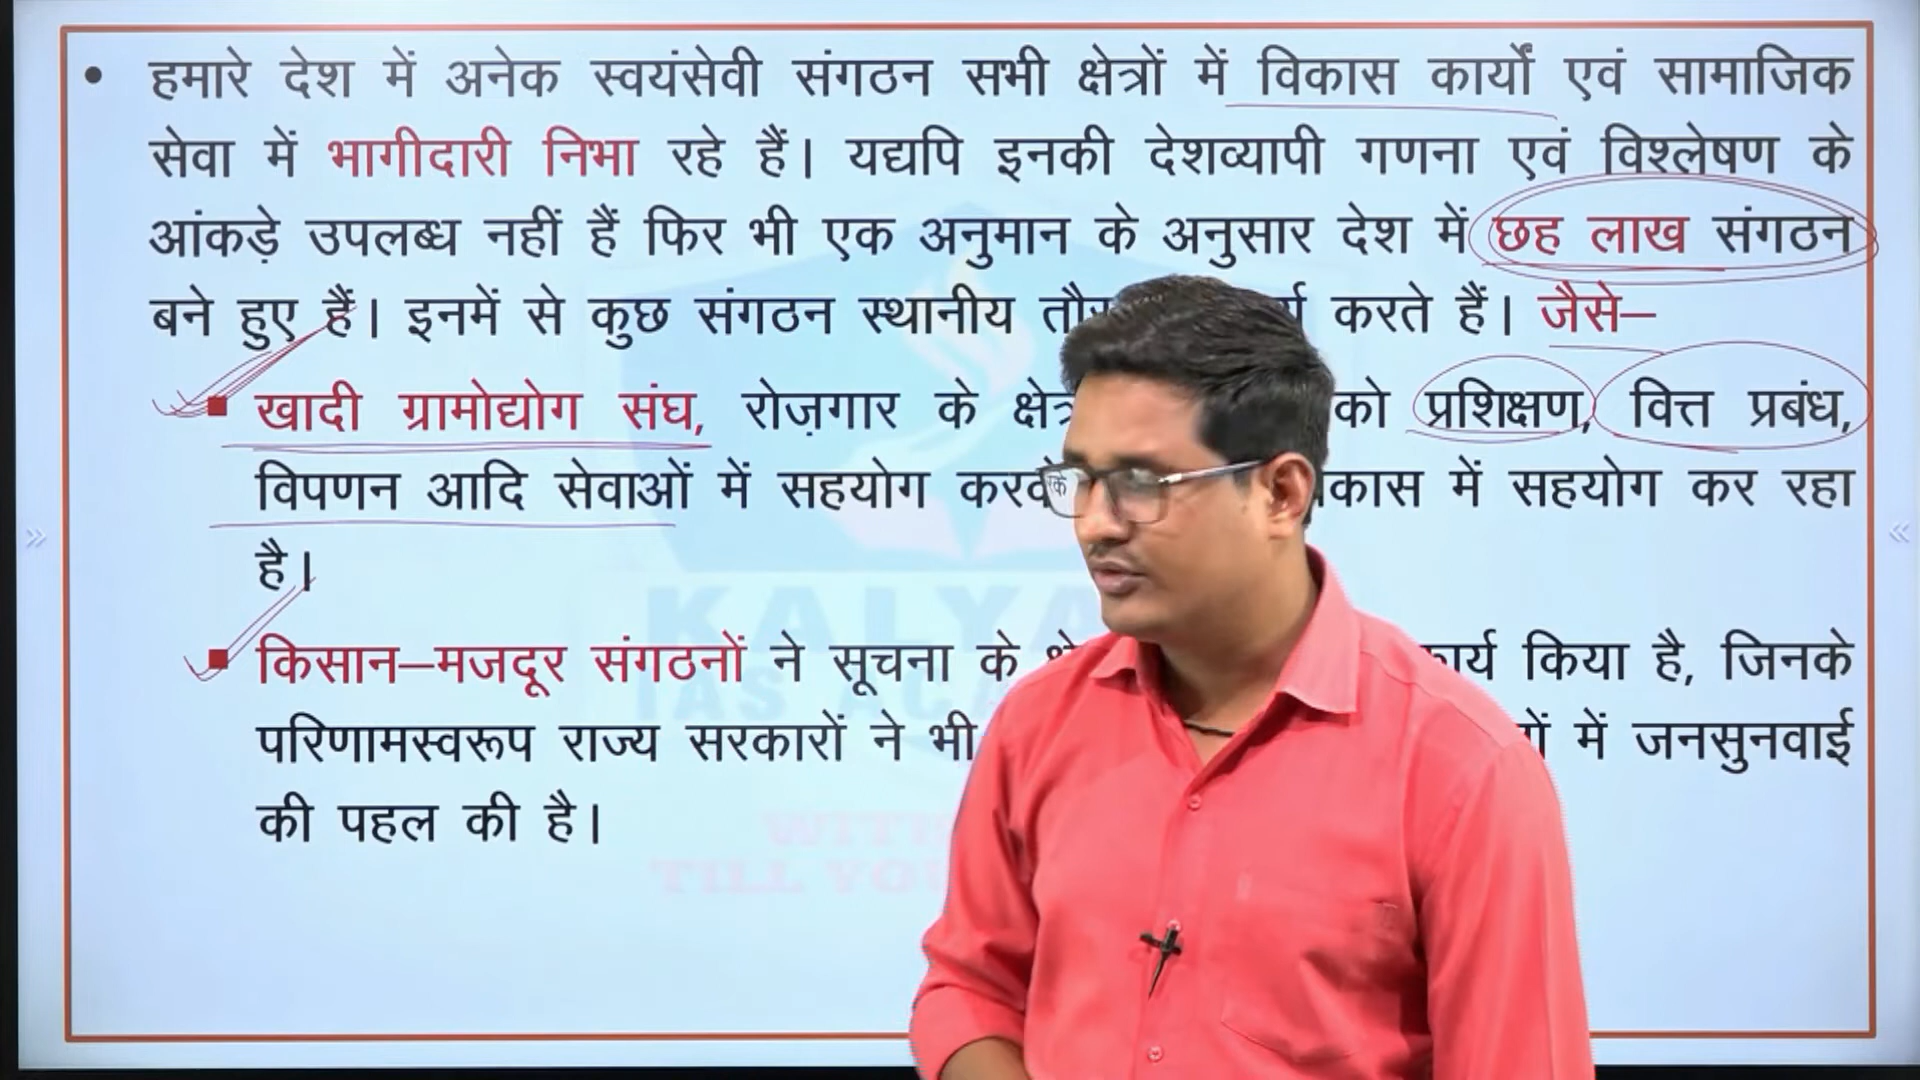 • हमारे देश में अनेक स्वयंसेवी संगठन सभी क्षेत्रों में विकास कार्यों एवं सामाजिक
सेवा में भागीदारी निभा रहे हैं। यद्यपि इनकी देशव्यापी गणना एवं विश्लेषण के
आंकड़े उपलब्ध नहीं हैं फिर भी एक अनुमान के अनुसार देश में छह लाख संगठन
बने हुए हैं। इनमें से कुछ संगठन स्थानीय करते हैं। जैसे–
खादी ग्रामोद्योग संघ, रोज़गार के को प्रशिक्षण, वित्त प्रबंध,
विपणन आदि सेवाओं में सहयोग में सहयोग कर रहा
है।
किसान–मजदूर संगठनों ने सूचना के किया है, जिनके
परिणामस्वरूप राज्य सरकारों ने भी में जनसुनवाई
की पहल की है।
TILL